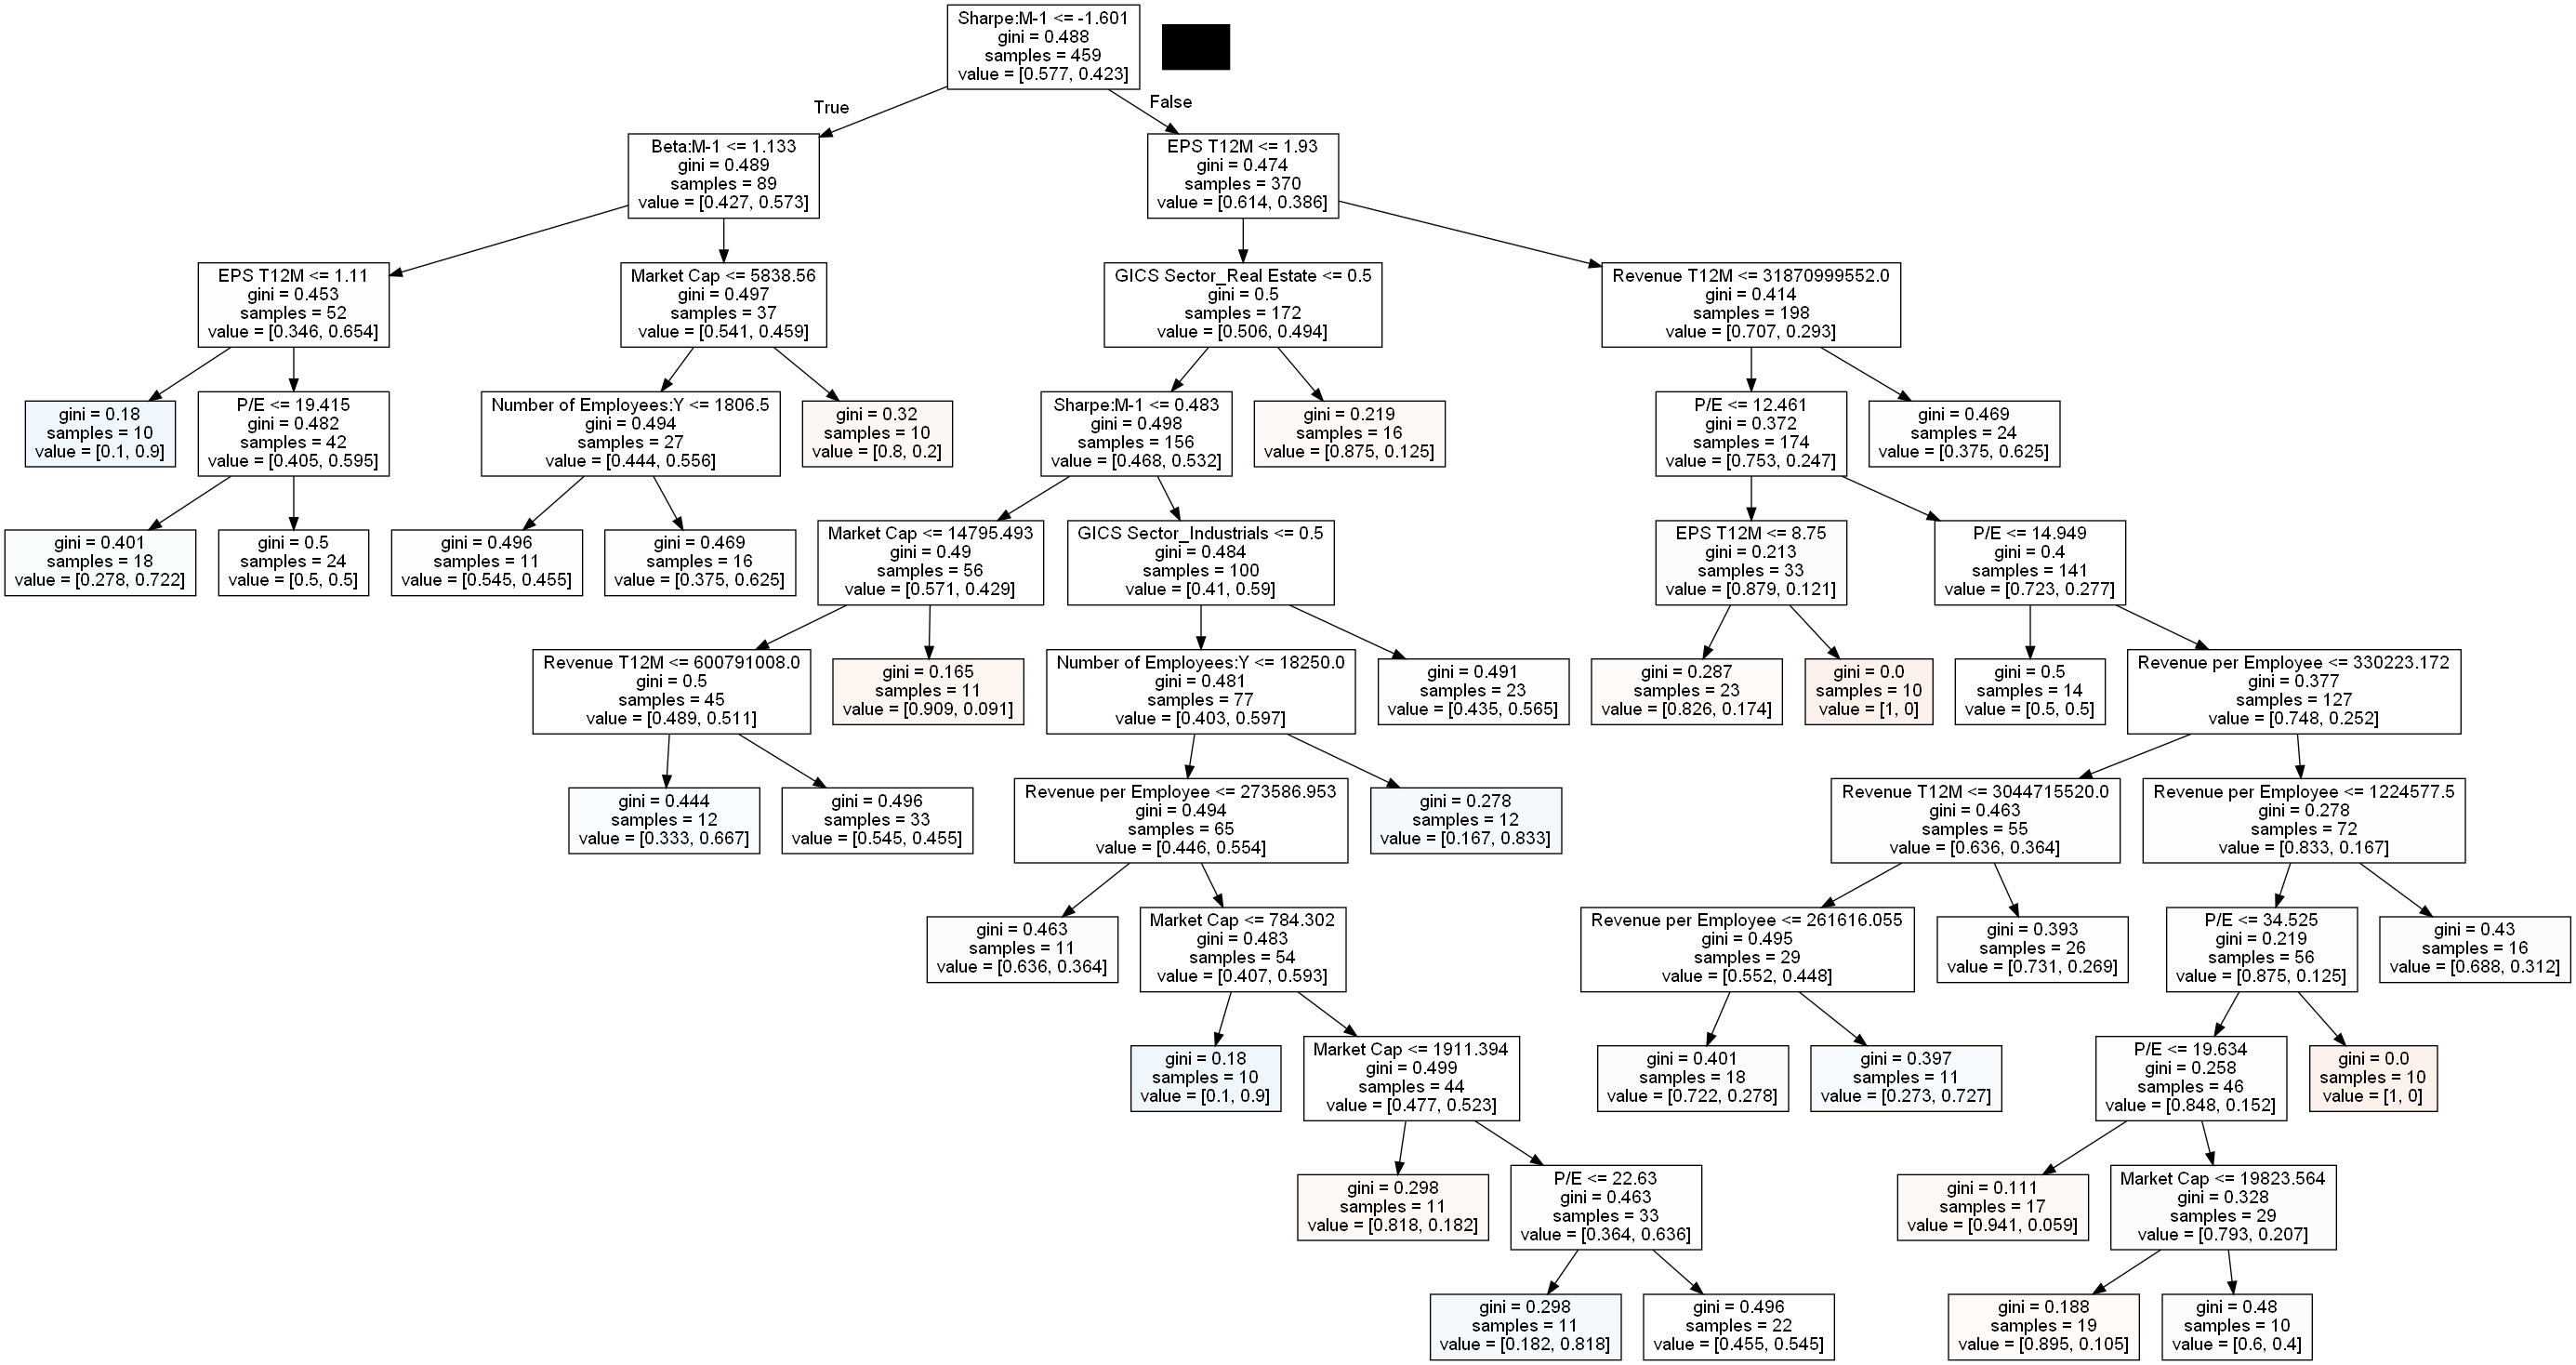 Sharpe:M-1 <= -1.601
gini = 0.488
samples = 459
value = [0.577, 0.423]
True
False
Beta:M-1 <= 1.133
gini = 0.489
samples = 89
value = [0.427, 0.573]
EPS T12M <= 1.93
gini = 0.474
samples = 370
value = [0.614, 0.386]
EPS T12M <= 1.11
gini = 0.453
samples = 52
value = [0.346, 0.654]
Market Cap <= 5838.56
gini = 0.497
samples = 37
value = [0.541, 0.459]
GICS Sector_Real Estate <= 0.5
gini = 0.5
samples = 172
value = [0.506, 0.494]
Revenue T12M <= 31870999552.0
gini = 0.414
samples = 198
value = [0.707, 0.293]
gini = 0.18
samples = 10
value = [0.1, 0.9]
P/E <= 19.415
gini = 0.482
samples = 42
value = [0.405, 0.595]
Number of Employees:Y <= 1806.5
gini = 0.494
samples = 27
value = [0.444, 0.556]
gini = 0.32
samples = 10
value = [0.8, 0.2]
Sharpe:M-1 <= 0.483
gini = 0.498
samples = 156
value = [0.468, 0.532]
gini = 0.219
samples = 16
value = [0.875, 0.125]
P/E <= 12.461
gini = 0.372
samples = 174
value = [0.753, 0.247]
gini = 0.469
samples = 24
value = [0.375, 0.625]
gini = 0.401
samples = 18
value = [0.278, 0.722]
gini = 0.5
samples = 24
value = [0.5, 0.5]
gini = 0.496
samples = 11
value = [0.545, 0.455]
gini = 0.469
samples = 16
value = [0.375, 0.625]
Market Cap <= 14795.493
gini = 0.49
samples = 56
value = [0.571, 0.429]
GICS Sector_Industrials <= 0.5
gini = 0.484
samples = 100
value = [0.41, 0.59]
EPS T12M <= 8.75
gini = 0.213
samples = 33
value = [0.879, 0.121]
P/E <= 14.949
gini = 0.4
samples = 141
value = [0.723, 0.277]
Revenue T12M <= 600791008.0
gini = 0.5
samples = 45
value = [0.489, 0.511]
gini = 0.165
samples = 11
value = [0.909, 0.091]
Number of Employees:Y <= 18250.0
gini = 0.481
samples = 77
value = [0.403, 0.597]
gini = 0.491
samples = 23
value = [0.435, 0.565]
gini = 0.287
samples = 23
value = [0.826, 0.174]
gini = 0.0
samples = 10
value = [1, 0]
gini = 0.5
samples = 14
value = [0.5, 0.5]
Revenue per Employee <= 330223.172
gini = 0.377
samples = 127
value = [0.748, 0.252]
gini = 0.444
samples = 12
value = [0.333, 0.667]
gini = 0.496
samples = 33
value = [0.545, 0.455]
Revenue per Employee <= 273586.953
gini = 0.494
samples = 65
value = [0.446, 0.554]
gini = 0.278
samples = 12
value = [0.167, 0.833]
Revenue T12M <= 3044715520.0
gini = 0.463
samples = 55
value = [0.636, 0.364]
Revenue per Employee <= 1224577.5
gini = 0.278
samples = 72
value = [0.833, 0.167]
gini = 0.463
samples = 11
value = [0.636, 0.364]
Market Cap <= 784.302
gini = 0.483
samples = 54
value = [0.407, 0.593]
Revenue per Employee <= 261616.055
gini = 0.495
samples = 29
value = [0.552, 0.448]
gini = 0.393
samples = 26
value = [0.731, 0.269]
P/E <= 34.525
gini = 0.219
samples = 56
value = [0.875, 0.125]
gini = 0.43
samples = 16
value = [0.688, 0.312]
gini = 0.18
samples = 10
value = [0.1, 0.9]
Market Cap <= 1911.394
gini = 0.499
samples = 44
value = [0.477, 0.523]
gini = 0.401
samples = 18
value = [0.722, 0.278]
gini = 0.397
samples = 11
value = [0.273, 0.727]
P/E <= 19.634
gini = 0.258
samples = 46
value = [0.848, 0.152]
gini = 0.0
samples = 10
value = [1, 0]
gini = 0.298
samples = 11
value = [0.818, 0.182]
P/E <= 22.63
gini = 0.463
samples = 33
value = [0.364, 0.636]
gini = 0.111
samples = 17
value = [0.941, 0.059]
Market Cap <= 19823.564
gini = 0.328
samples = 29
value = [0.793, 0.207]
gini = 0.298
samples = 11
value = [0.182, 0.818]
gini = 0.496
samples = 22
value = [0.455, 0.545]
gini = 0.188
samples = 19
value = [0.895, 0.105]
gini = 0.48
samples = 10
value = [0.6, 0.4]